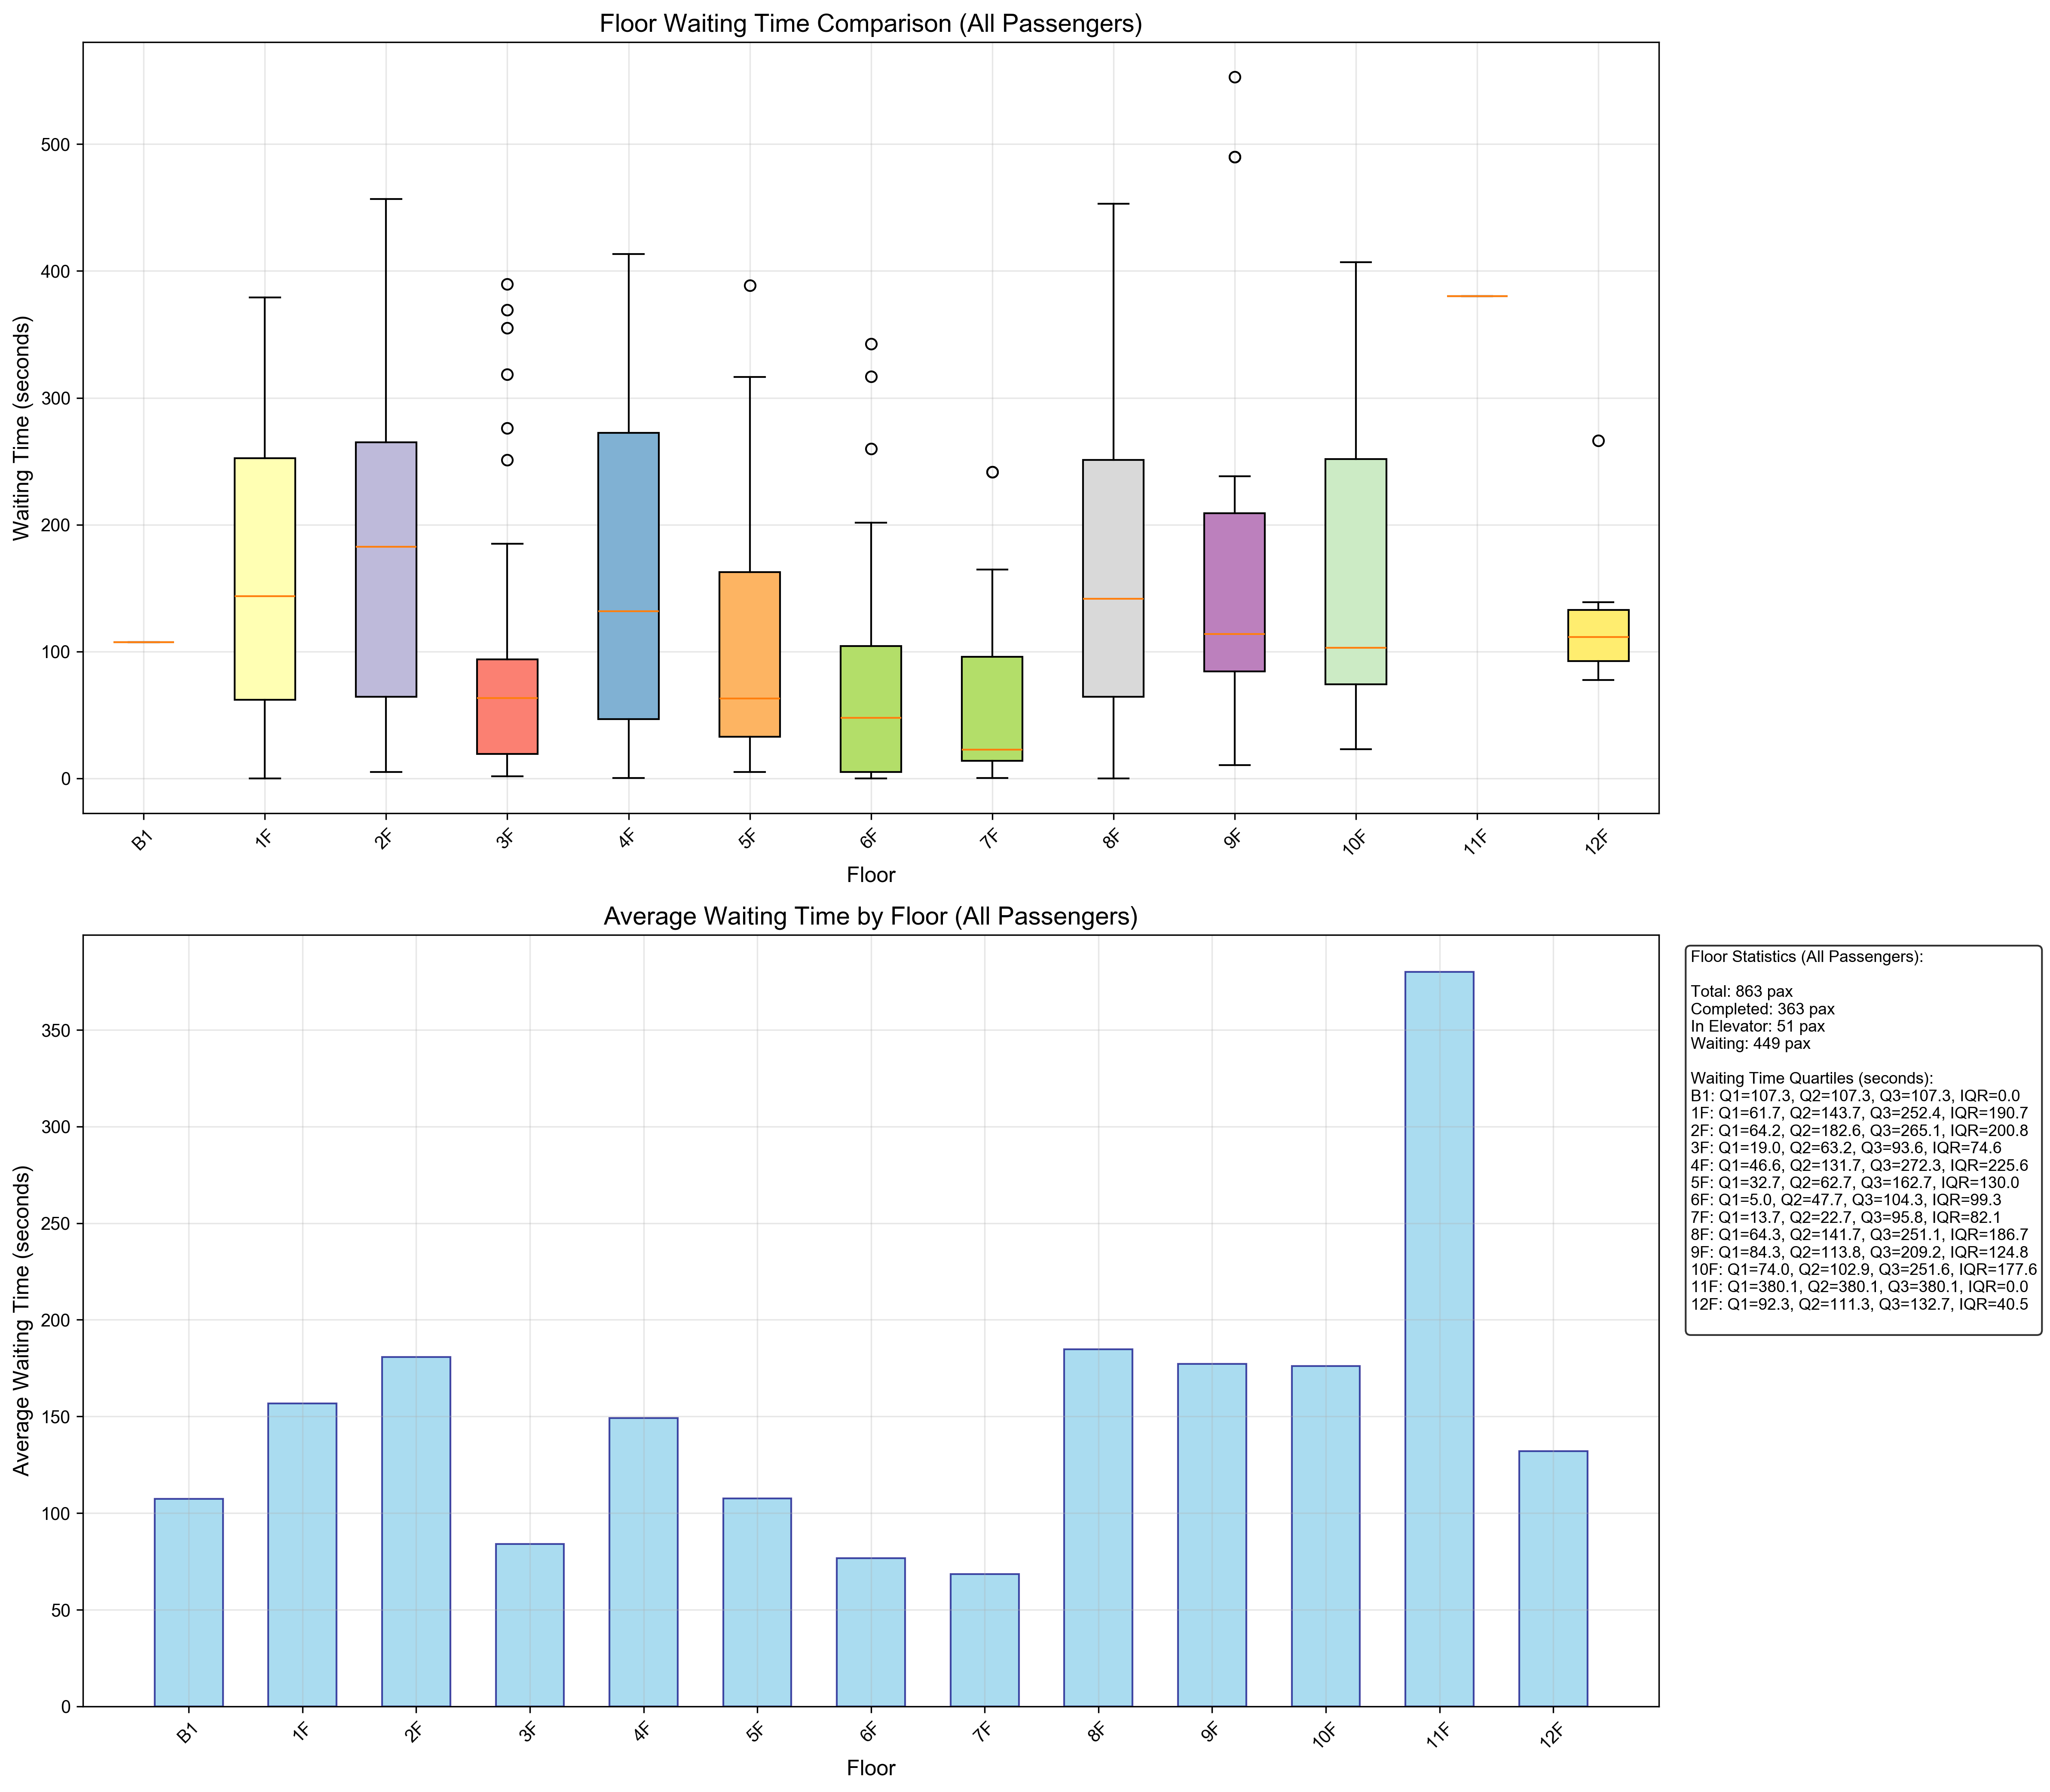 Floor Waiting Time Comparison (All Passengers)
Waiting Time (seconds)
500
400
300
200
100
0
B1
1F
2F
3F
4F
5F
6F
7F
8F
9F
10F
11F
12F
Floor
Average Waiting Time by Floor (All Passengers)
Average Waiting Time (seconds)
350
300
250
200
150
100
50
0
B1
1F
2F
3F
4F
5F
6F
7F
8F
9F
10F
11F
12F
Floor
Floor Statistics (All Passengers):
Total: 863 pax
Completed: 363 pax
In Elevator: 51 pax
Waiting: 449 pax
Waiting Time Quartiles (seconds):
B1: Q1=107.3, Q2=107.3, Q3=107.3, IQR=0.0
1F: Q1=61.7, Q2=143.7, Q3=252.4, IQR=190.7
2F: Q1=64.2, Q2=182.6, Q3=265.1, IQR=200.8
3F: Q1=19.0, Q2=63.2, Q3=93.6, IQR=74.6
4F: Q1=46.6, Q2=131.7, Q3=272.3, IQR=225.6
5F: Q1=32.7, Q2=62.7, Q3=162.7, IQR=130.0
6F: Q1=5.0, Q2=47.7, Q3=104.3, IQR=99.3
7F: Q1=13.7, Q2=22.7, Q3=95.8, IQR=82.1
8F: Q1=64.3, Q2=141.7, Q3=251.1, IQR=186.7
9F: Q1=84.3, Q2=113.8, Q3=209.2, IQR=124.8
10F: Q1=74.0, Q2=102.9, Q3=251.6, IQR=177.6
11F: Q1=380.1, Q2=380.1, Q3=380.1, IQR=0.0
12F: Q1=92.3, Q2=111.3, Q3=132.7, IQR=40.5